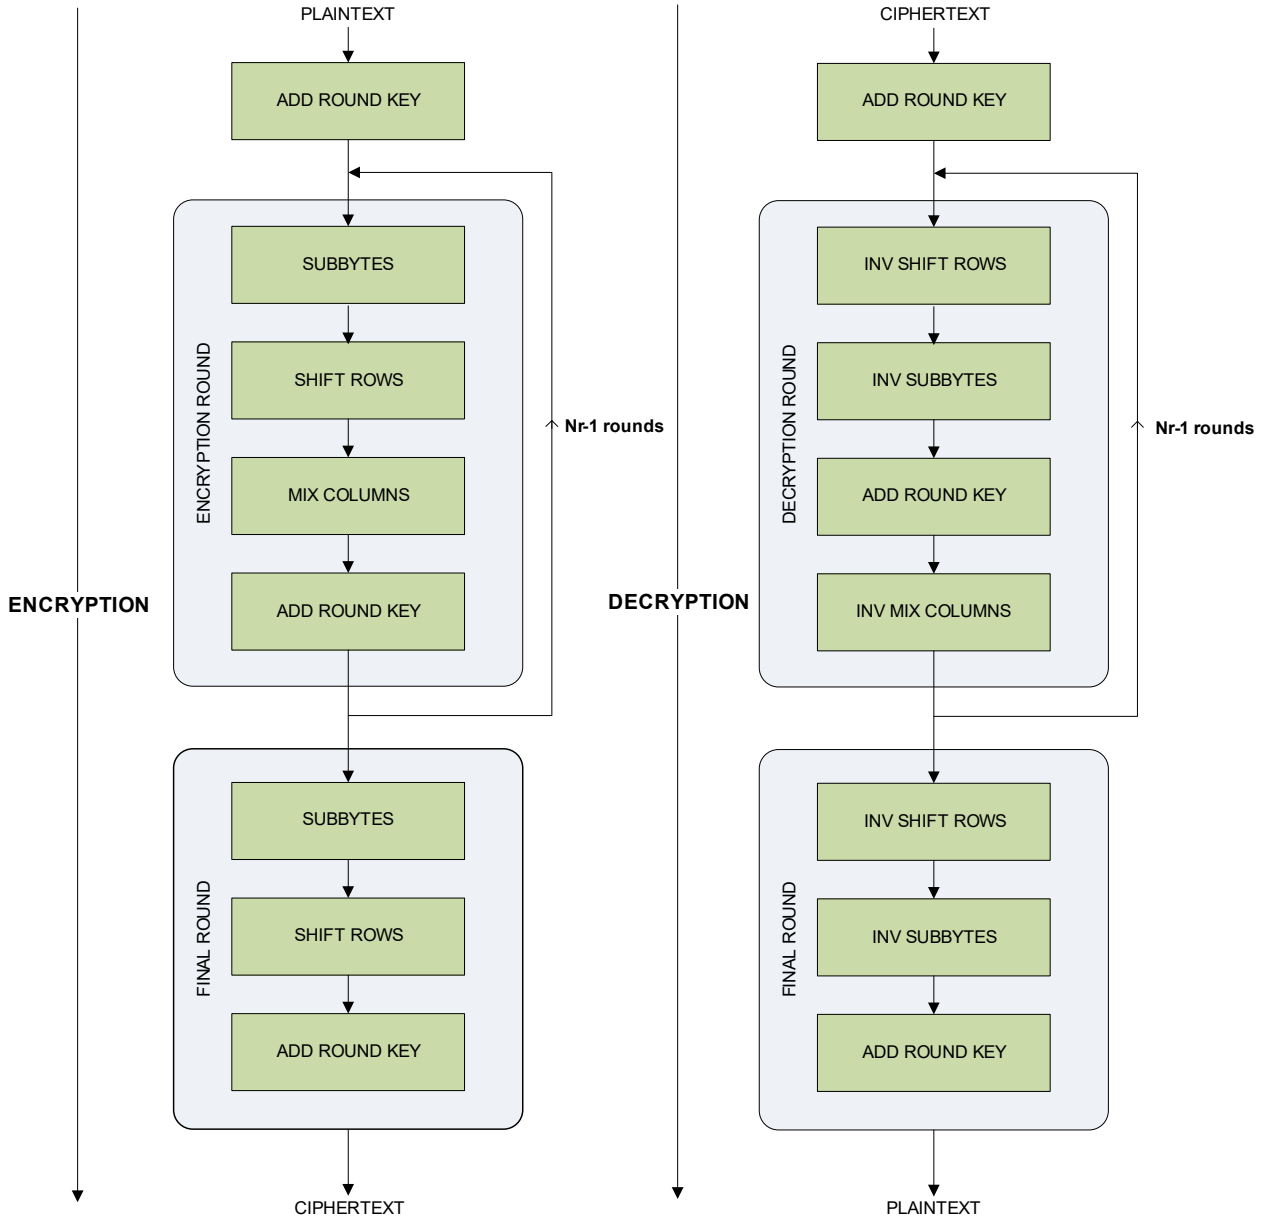 PLAINTEXT
ADD ROUND KEY
SUBBYTES
SHIFT ROWS
MIX COLUMNS
ADD ROUND KEY
ENCRYPTION ROUND
Nr-1 rounds
ENCRYPTION
SUBBYTES
SHIFT ROWS
ADD ROUND KEY
FINAL ROUND
CIPHERTEXT
CIPHERTEXT
ADD ROUND KEY
INV SHIFT ROWS
INV SUBBYTES
ADD ROUND KEY
INV MIX COLUMNS
DECRYPTION ROUND
Nr-1 rounds
DECRYPTION
INV SHIFT ROWS
INV SUBBYTES
ADD ROUND KEY
FINAL ROUND
PLAINTEXT